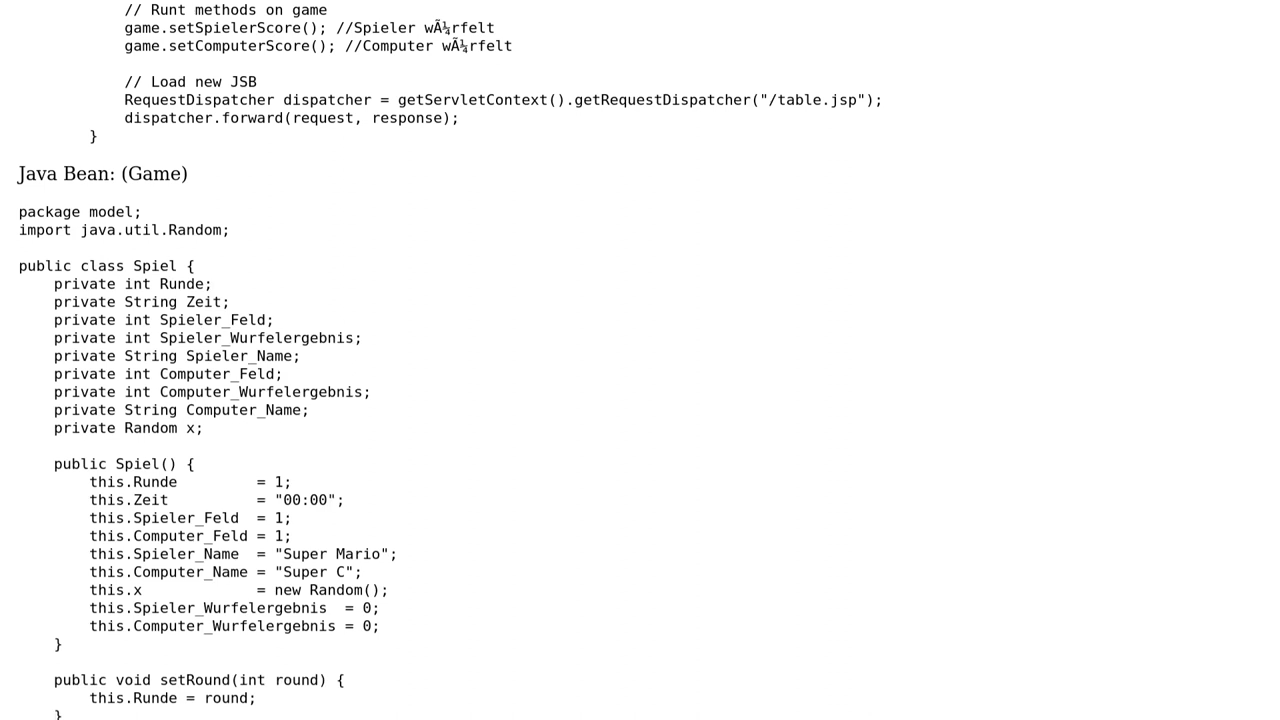 // Runt methods on game
game.setSpielerScore(); //Spieler wÃ¼rfelt
game.setComputerScore(); //Computer wÃ¼rfelt
// Load new JSB
RequestDispatcher dispatcher = getServletContext().getRequestDispatcher("/table.jsp");
dispatcher.forward(request, response);
}
Java Bean: (Game)
package model;
import java.util.Random;
public class Spiel {
private int Runde;
private String Zeit;
private int Spieler_Feld;
private int Spieler_Wurfelergebnis;
private String Spieler_Name;
private int Computer_Feld;
private int Computer_Wurfelergebnis;
private String Computer_Name;
private Random x;
public Spiel() {
this.Runde         = 1;
this.Zeit          = "00:00";
this.Spieler_Feld  = 1;
this.Computer_Feld = 1;
this.Spieler_Name  = "Super Mario";
this.Computer_Name = "Super C";
this.x             = new Random();
this.Spieler_Wurfelergebnis  = 0;
this.Computer_Wurfelergebnis = 0;
}
public void setRound(int round) {
this.Runde = round;
}